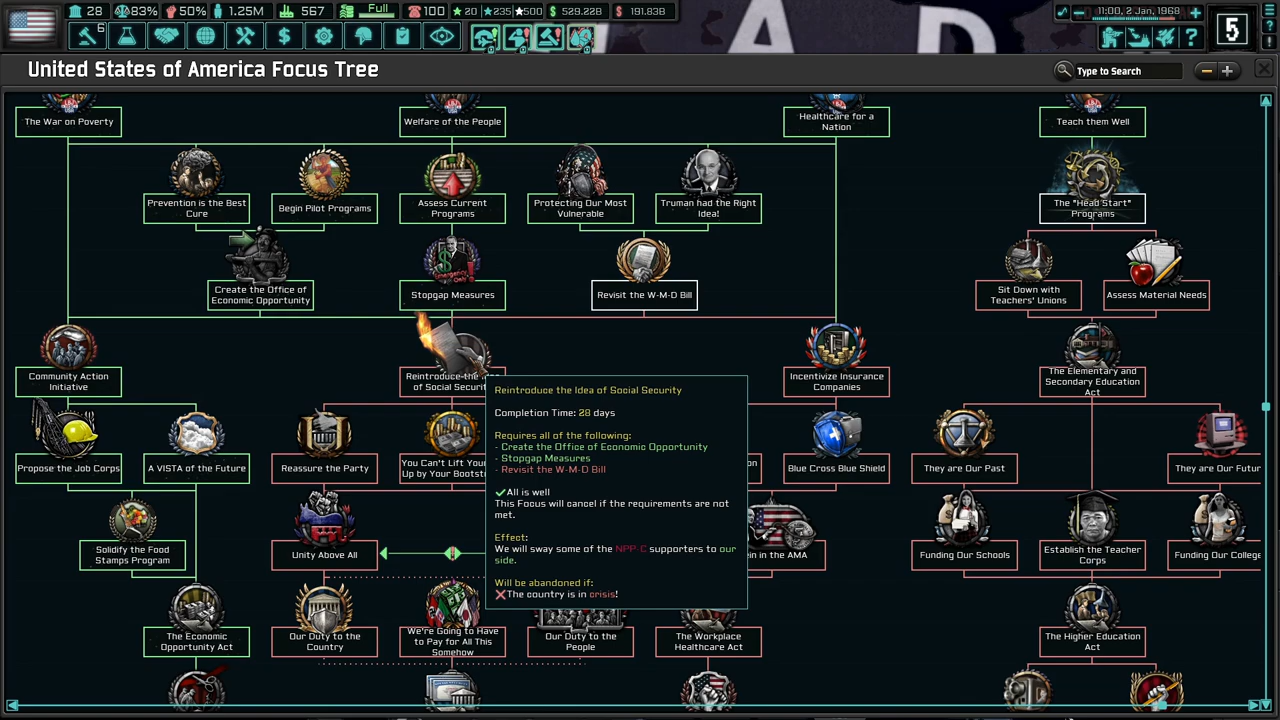 28
83%
50%
1.25M
567
Full
100
20
235
500
$ 529.22B
$ 191.83B
11:00, 2 Jan, 1968
6
5
United States of America Focus Tree
Type to Search
The War on Poverty
Welfare of the People
Healthcare for a
Nation
Teach them Well
Prevention is the Best
Cure
Begin Pilot Programs
Assess Current
Programs
Protecting Our Most
Vulnerable
Truman had the Right
Idea!
The "Head Start"
Programs
Create the Office of
Economic Opportunity
Emergency
Only
Stopgap Measures
Revisit the W-M-D Bill
Sit Down with
Teachers' Unions
Assess Material Needs
Community Action
Initiative
Reintroduce the Idea
of Social Security
Incentivize Insurance
Companies
The Elementary and
Secondary Education
Act
Reintroduce the Idea of Social Security
Completion Time: 28 days
Requires all of the following:
- Create the Office of Economic Opportunity
- Stopgap Measures
- Revisit the W-M-D Bill
All is well
This Focus will cancel if the requirements are not
met.
Effect:
We will sway some of the NPP-C supporters to our
side.
Will be abandoned if:
The country is in crisis!
Propose the Job Corps
A VISTA of the Future
Reassure the Party
You Can't Lift Your
Up by Your Bootst
Blue Cross Blue Shield
They are Our Past
They are Our Futur
Solidify the Food
Stamps Program
Unity Above All
in the AMA
Funding Our Schools
Establish the Teacher
Corps
Funding Our College
The Economic
Opportunity Act
Our Duty to the
Country
We're Going to Have
to Pay for All This
Somehow
Our Duty to the
People
The Workplace
Healthcare Act
The Higher Education
Act